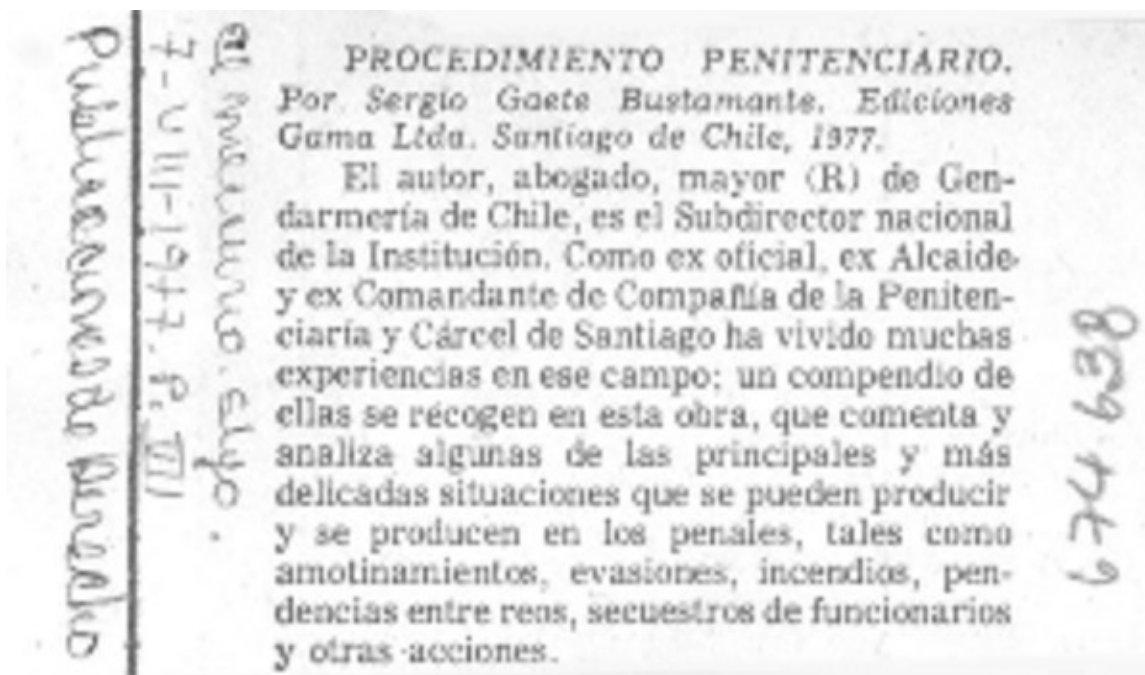 PROCEDIMIENTO PENITENCIARIO.
Por Sergio Gaete Bustamante. Ediciones
Gama Ltda. Santiago de Chile, 1977.
El autor, abogado, mayor (R) de Gen-
darmería de Chile, es el Subdirector nacional
de la Institución. Como ex oficial, ex Alcaide
y ex Comandante de Compañía de la Peniten-
ciaría y Cárcel de Santiago ha vivido muchas
experiencias en ese campo; un compendio de
ellas se recogen en esta obra, que comenta y
analiza algunas de las principales y más
delicadas situaciones que se pueden producir
y se producen en los penales, tales como
amotinamientos, evasiones, incendios, pen-
dencias entre reos, secuestros de funcionarios
y otras acciones.
el mercurio. Stgo.
7-VIII-1977. P. VII
Derecho
674.638